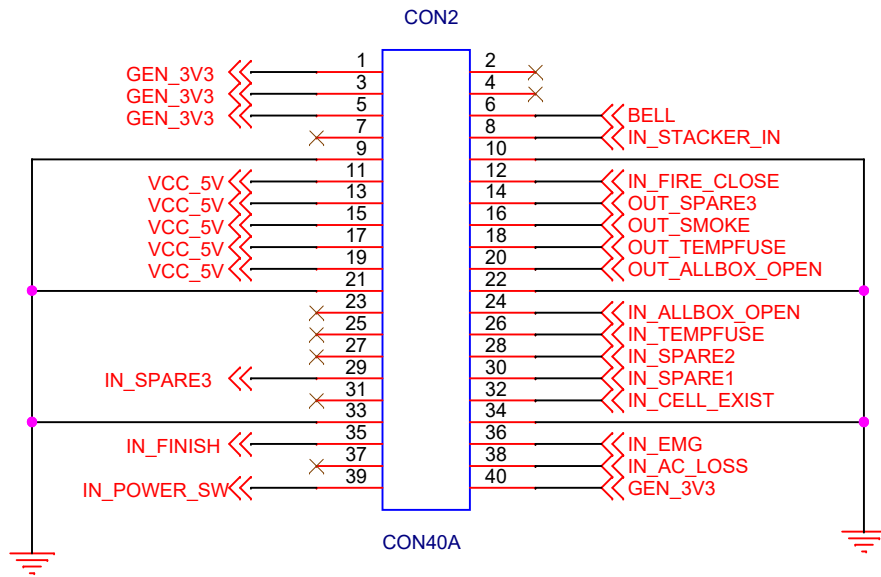 CON2
1 2
GEN_3V3 3 4
GEN_3V3 5 6 BELL
GEN_3V3 7 8 IN_STACKER_IN
9 10
VCC_5V 11 12 IN_FIRE_CLOSE
VCC_5V 13 14 OUT_SPARE3
VCC_5V 15 16 OUT_SMOKE
VCC_5V 17 18 OUT_TEMPFUSE
VCC_5V 19 20 OUT_ALLBOX_OPEN
21 22
23 24 IN_ALLBOX_OPEN
25 26 IN_TEMPFUSE
27 28 IN_SPARE2
IN_SPARE3 29 30 IN_SPARE1
31 32 IN_CELL_EXIST
33 34
IN_FINISH 35 36 IN_EMG
37 38 IN_AC_LOSS
IN_POWER_SW 39 40 GEN_3V3
CON40A